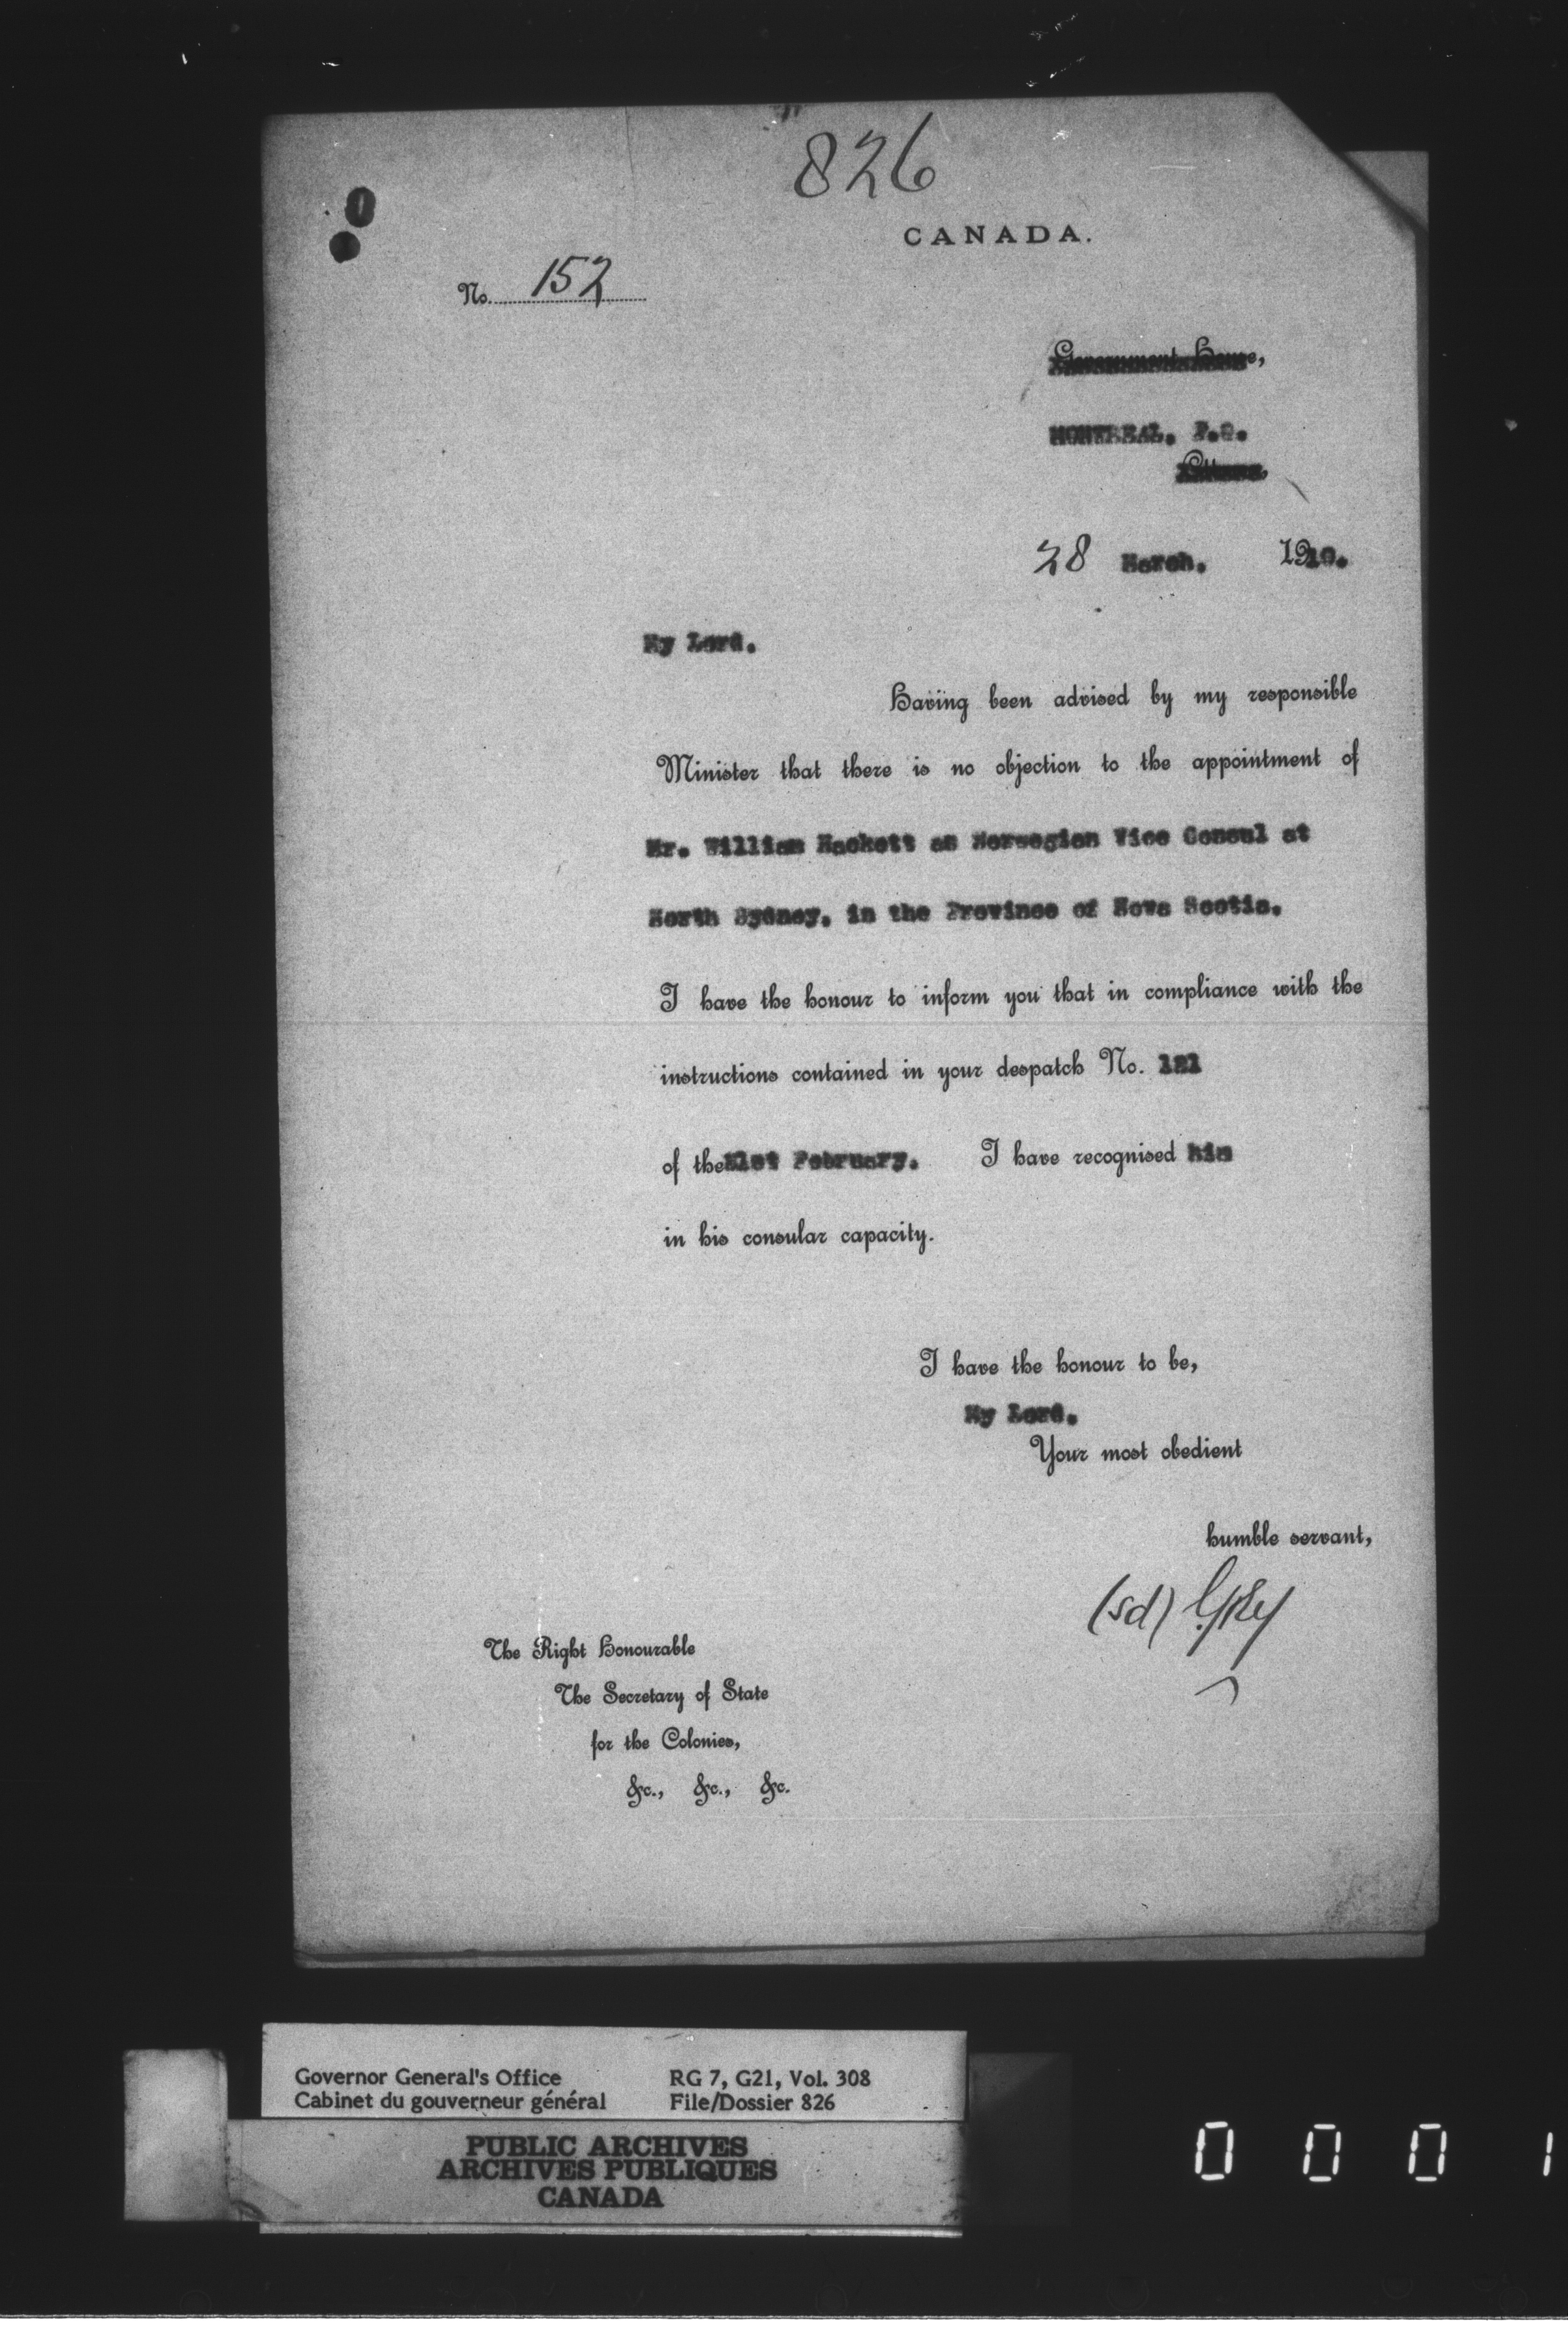 826
CANADA.
No. 152
Government House,
MONTREAL. P.Q.
Ottawa
28 March. 1910.
My Lord.
Having been advised by my responsible
Minister that there is no objection to the appointment of
Mr. William Hackett as Norwegian Vice Consul at
North Sydney, in the Province of Nova Scotia.
I have the honour to inform you that in compliance with the
instructions contained in your despatch No. 121
of the 21st February. I have recognised him
in his consular capacity.
I have the honour to be,
My Lord.
Your most obedient
humble servant,
(sd) Grey
The Right Honourable
The Secretary of State
for the Colonies,
&c., &c., &c.
Governor General's Office RG 7, G21, Vol. 308
Cabinet du gouverneur général File/Dossier 826
PUBLIC ARCHIVES
ARCHIVES PUBLIQUES
CANADA
0 0 0 1